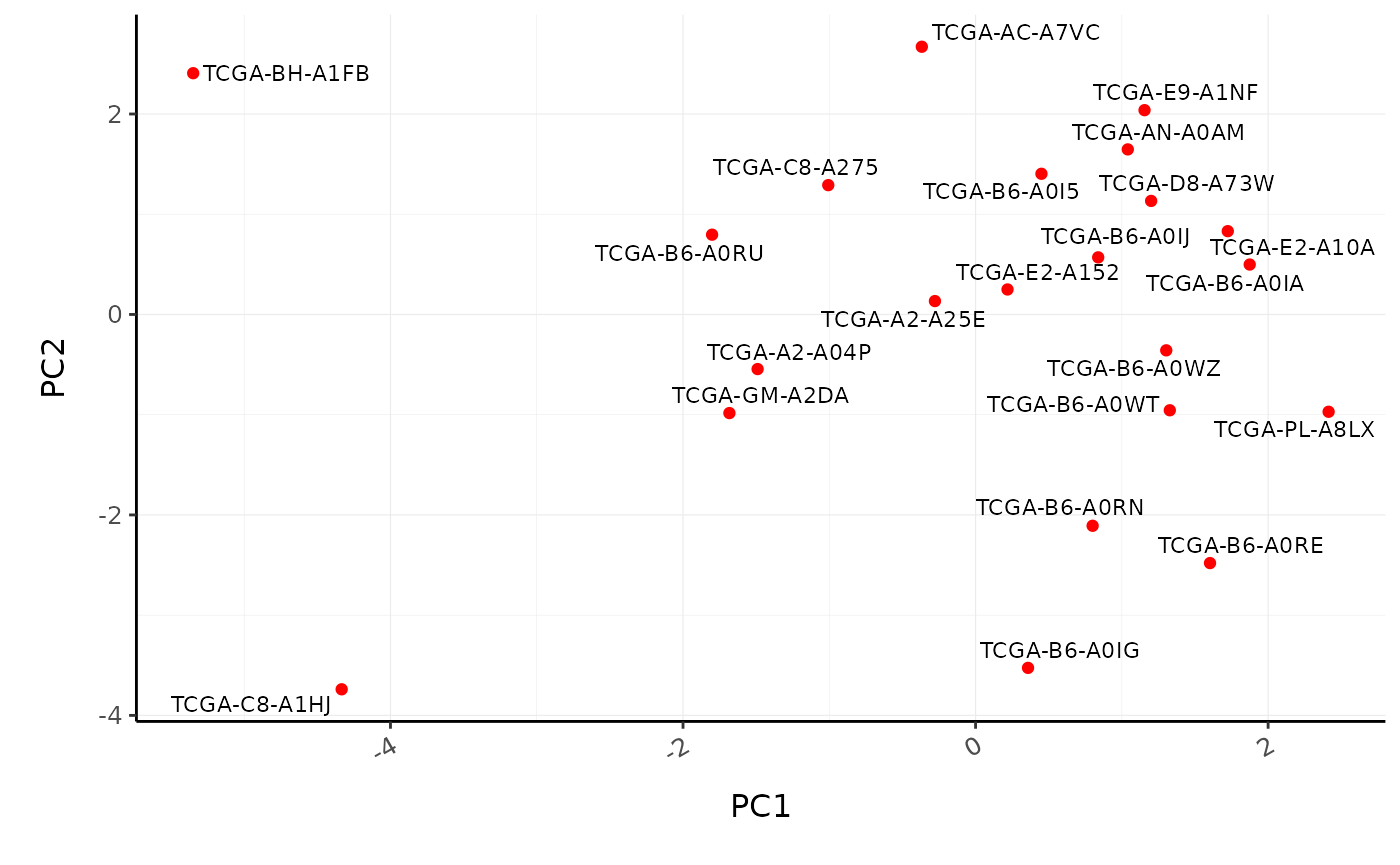 TCGA-AC-A7VC
TCGA-BH-A1FB
TCGA-E9-A1NF
2
TCGA-AN-A0AM
TCGA-C8-A275
TCGA-B6-A0I5
TCGA-D8-A73W
TCGA-B6-A0IJ
TCGA-E2-A10A
TCGA-B6-A0RU
TCGA-E2-A152
TCGA-B6-A0IA
0
TCGA-A2-A25E
TCGA-A2-A04P
PC2
TCGA-B6-A0WZ
TCGA-GM-A2DA
TCGA-B6-A0WT
TCGA-PL-A8LX
TCGA-B6-A0RN
-2
TCGA-B6-A0RE
TCGA-B6-A0IG
TCGA-C8-A1HJ
-4
-4
-2
0
2
PC1